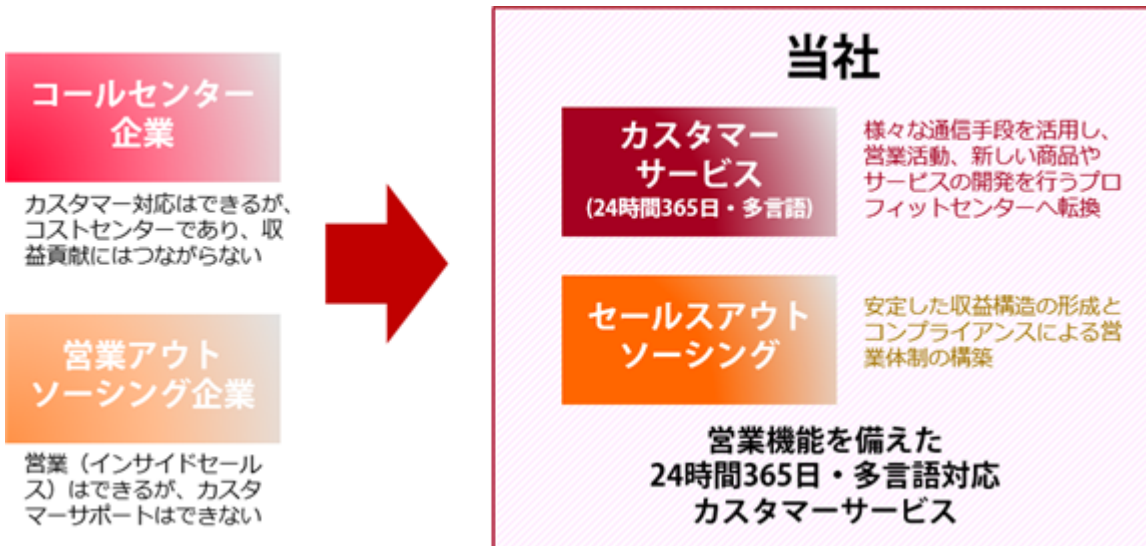 コールセンター
企業
カスタマー対応はできるが、
コストセンターであり、収
益貢献にはつながらない
営業アウト
ソーシング企業
営業（インサイドセール
ス）はできるが、カスタ
マーサポートはできない
当社
カスタマー
サービス
(24時間365日・多言語)
様々な通信手段を活用し、
営業活動、新しい商品や
サービスの開発を行うプロ
フィットセンターへ転換
セールスアウト
ソーシング
安定した収益構造の形成と
コンプライアンスによる営
業体制の構築
営業機能を備えた
24時間365日・多言語対応
カスタマーサービス